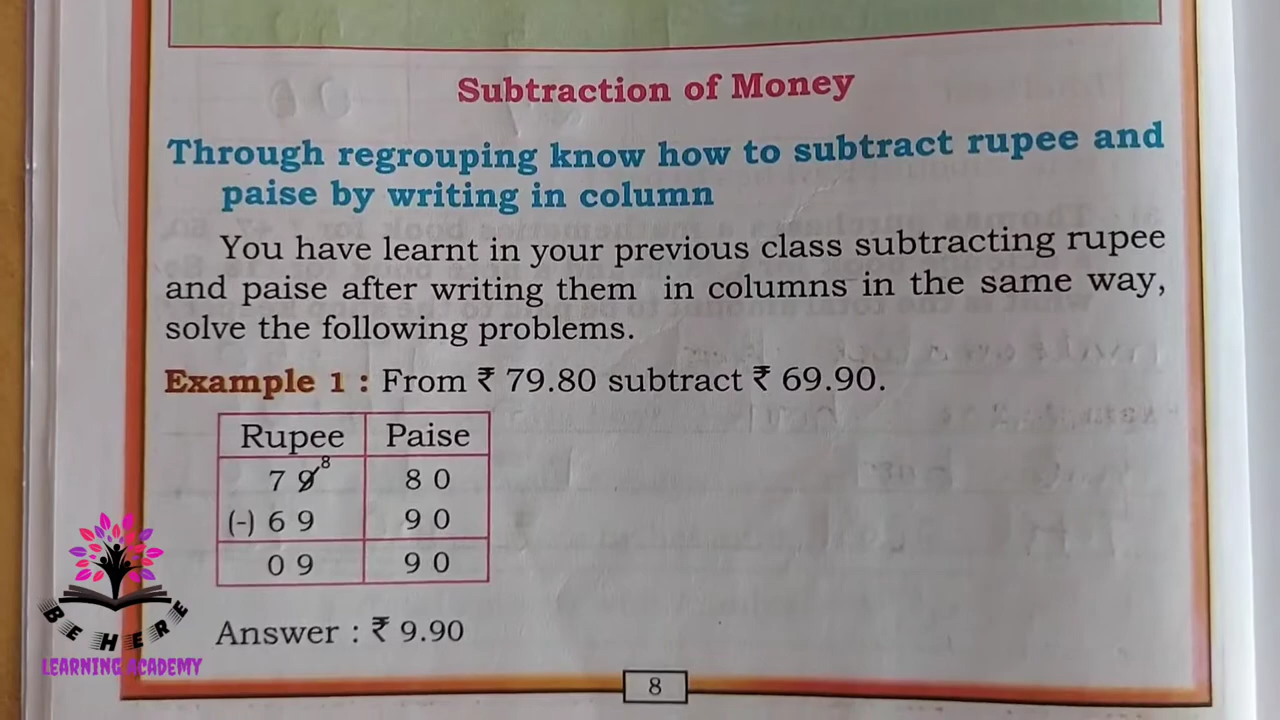 Subtraction of Money
Through regrouping know how to subtract rupee and
paise by writing in column
You have learnt in your previous class subtracting rupee
and paise after writing them in columns in the same way,
solve the following problems.
Example 1 : From ₹ 79.80 subtract ₹ 69.90.
Rupee Paise
7 9 8 8 0
(-) 6 9 9 0
0 9 9 0
Answer : ₹ 9.90
8
BE HERE
LEARNING ACADEMY